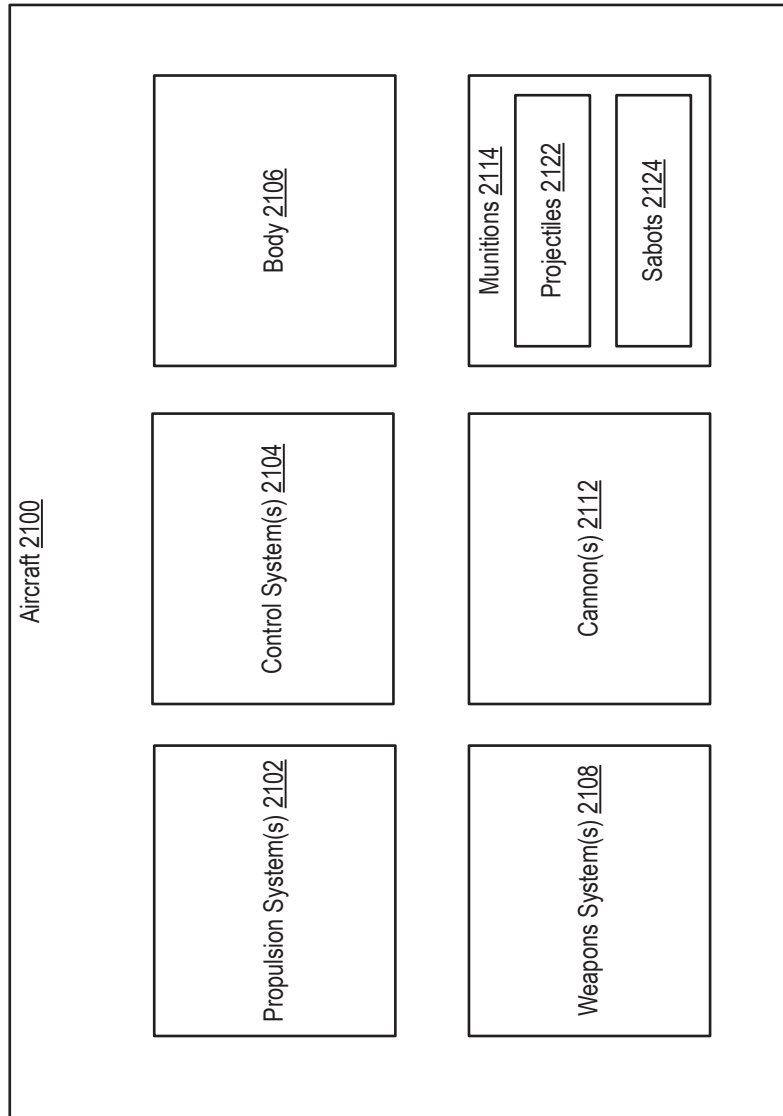 Aircraft 2100
Propulsion System(s) 2102
Control System(s) 2104
Body 2106
Weapons System(s) 2108
Cannon(s) 2112
Munitions 2114
Projectiles 2122
Sabots 2124